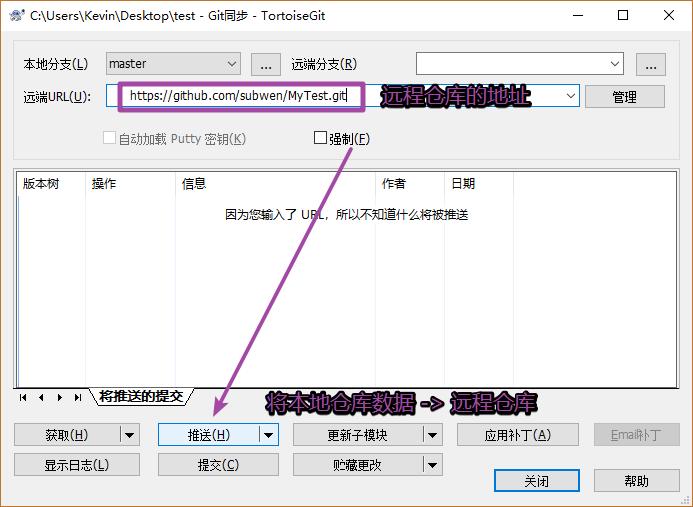 C:\Users\Kevin\Desktop\test - Git同步 - TortoiseGit
本地分支(L) master ... 远端分支(R) ...
远端URL(U): https://github.com/subwen/MyTest.git 远程仓库的地址 管理
自动加载 Putty 密钥(K) 强制(F)
版本树 操作 信息 作者 日期
因为您输入了 URL，所以不知道什么将被推送
将推送的提交
将本地仓库数据 -> 远程仓库
获取(H) 推送(H) 更新子模块 应用补丁(A) Email补丁
显示日志(L) 提交(C) 贮藏更改
关闭 帮助